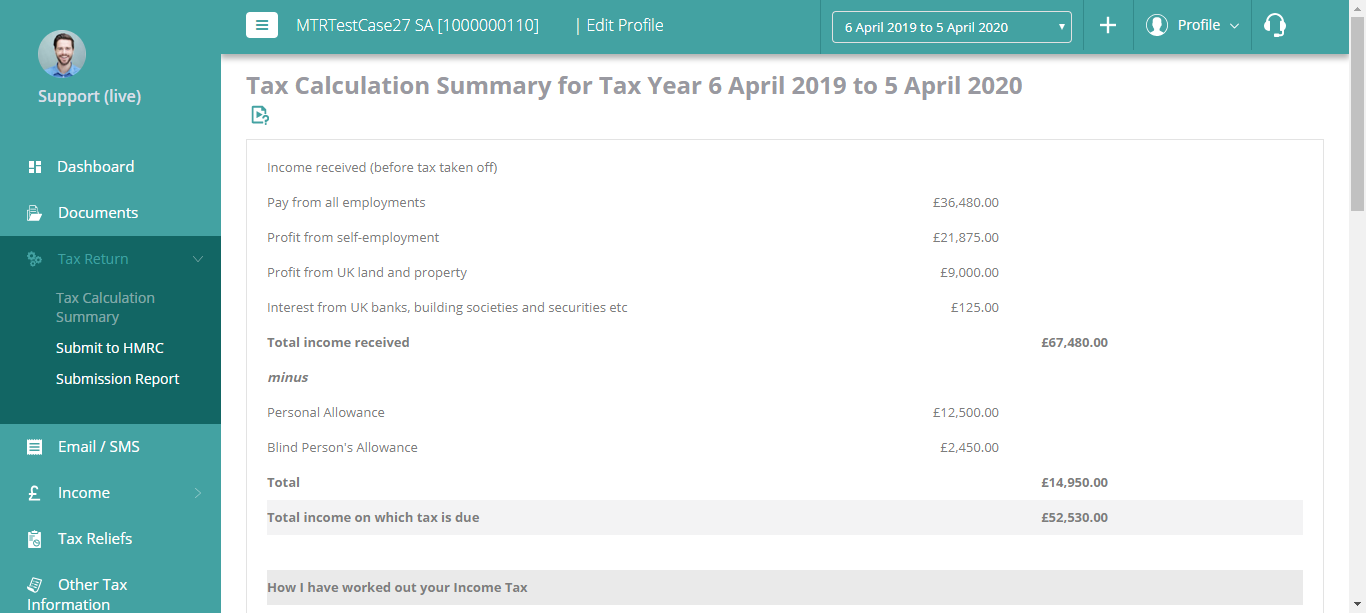 MTRTestCase27 SA [1000000110] | Edit Profile
6 April 2019 to 5 April 2020
Profile
Support (live)
Dashboard
Documents
Tax Return
Tax Calculation
Summary
Submit to HMRC
Submission Report
Email / SMS
£ Income
Tax Reliefs
Other Tax
Information
Tax Calculation Summary for Tax Year 6 April 2019 to 5 April 2020
Income received (before tax taken off)
Pay from all employments £36,480.00
Profit from self-employment £21,875.00
Profit from UK land and property £9,000.00
Interest from UK banks, building societies and securities etc £125.00
Total income received £67,480.00
minus
Personal Allowance £12,500.00
Blind Person's Allowance £2,450.00
Total £14,950.00
Total income on which tax is due £52,530.00
How I have worked out your Income Tax